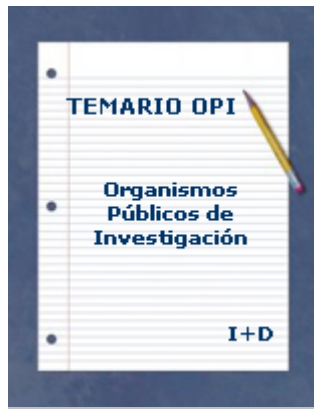 TEMARIO OPI
Organismos
Públicos de
Investigación
I+D